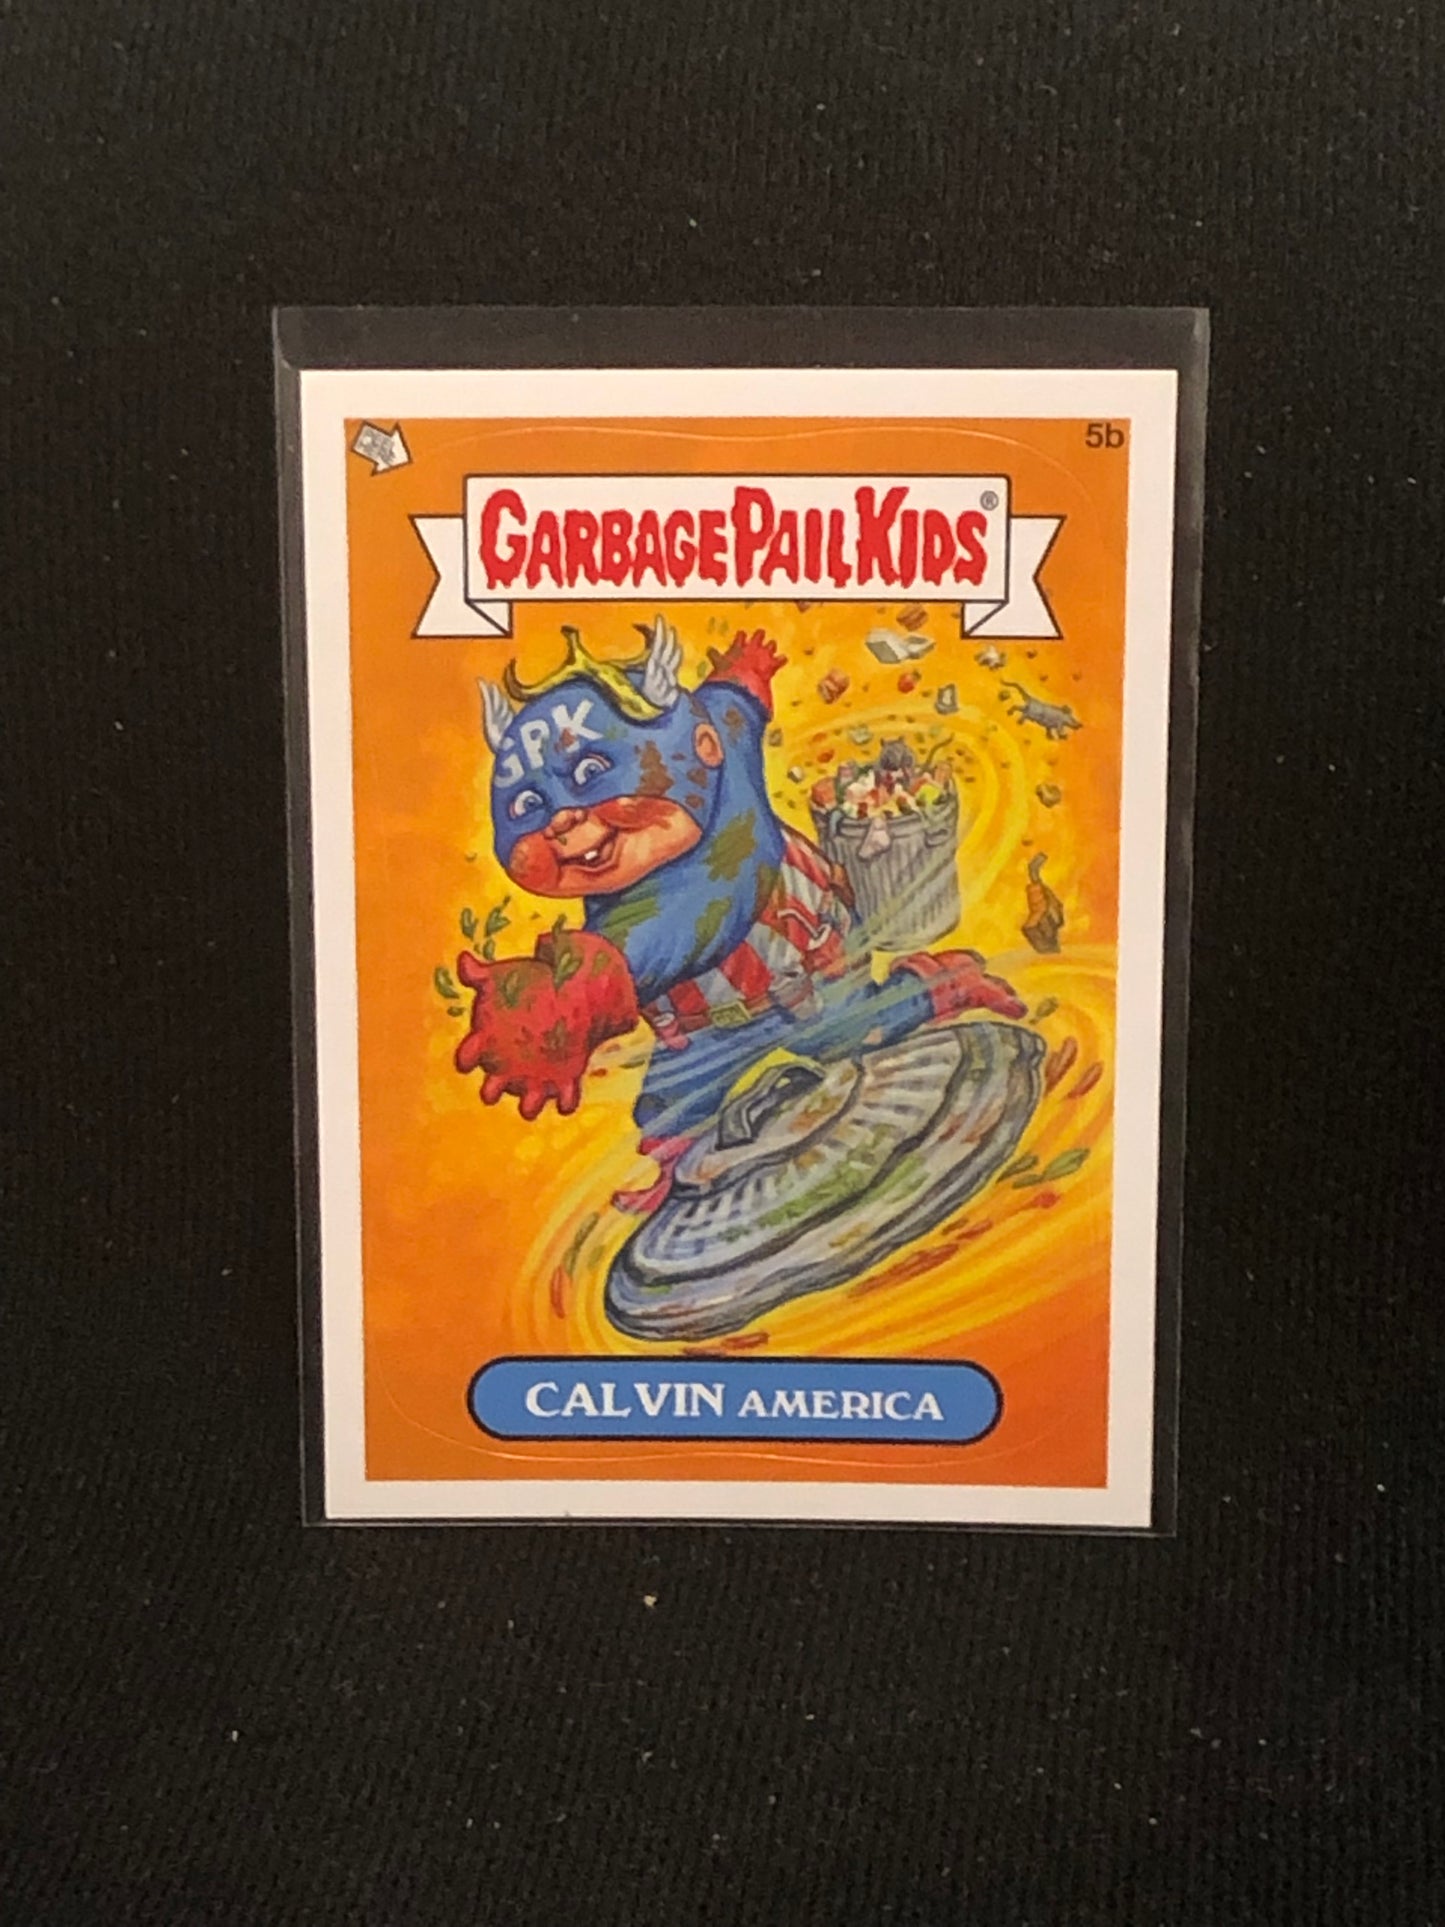 5b
GARBAGE PAIL KIDS®
GPK
CALVIN AMERICA